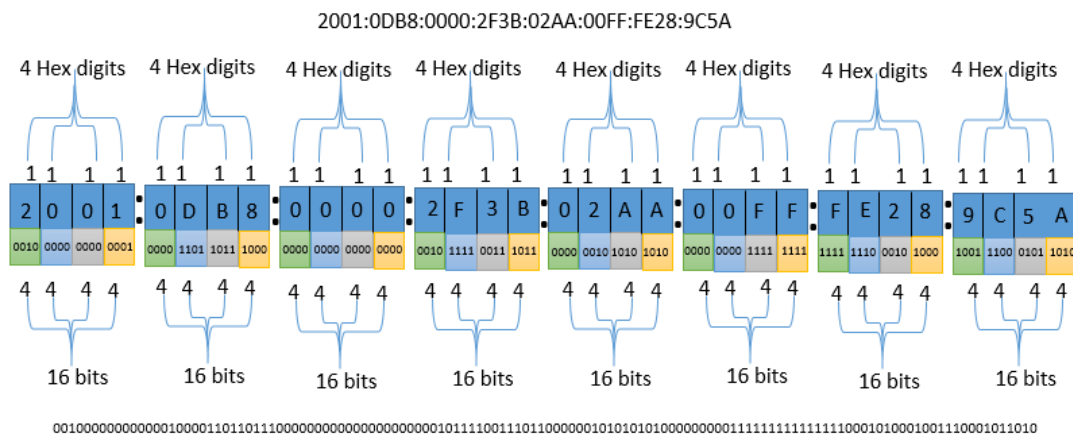 2001:0DB8:0000:2F3B:02AA:00FF:FE28:9C5A
4 Hex digits 4 Hex digits 4 Hex digits 4 Hex digits 4 Hex digits 4 Hex digits 4 Hex digits 4 Hex digits
1 1 1 1 1 1 1 1 1 1 1 1 1 1 1 1 1 1 1 1 1 1 1 1 1 1 1 1 1 1 1 1
2 0 0 1 : 0 D B 8 : 0 0 0 0 : 2 F 3 B : 0 2 A A : 0 0 F F : F E 2 8 : 9 C 5 A
0010 0000 0000 0001 0000 1101 1011 1000 0000 0000 0000 0000 0010 1111 0011 1011 0000 0010 1010 1010 0000 0000 1111 1111 1111 1110 0010 1000 1001 1100 0101 1010
4 4 4 4 4 4 4 4 4 4 4 4 4 4 4 4 4 4 4 4 4 4 4 4 4 4 4 4 4 4 4 4
16 bits 16 bits 16 bits 16 bits 16 bits 16 bits 16 bits 16 bits
00100000000000010000110110111000000000000000000000101111001110110000001010101010000000001111111111111110001010001001110001011010